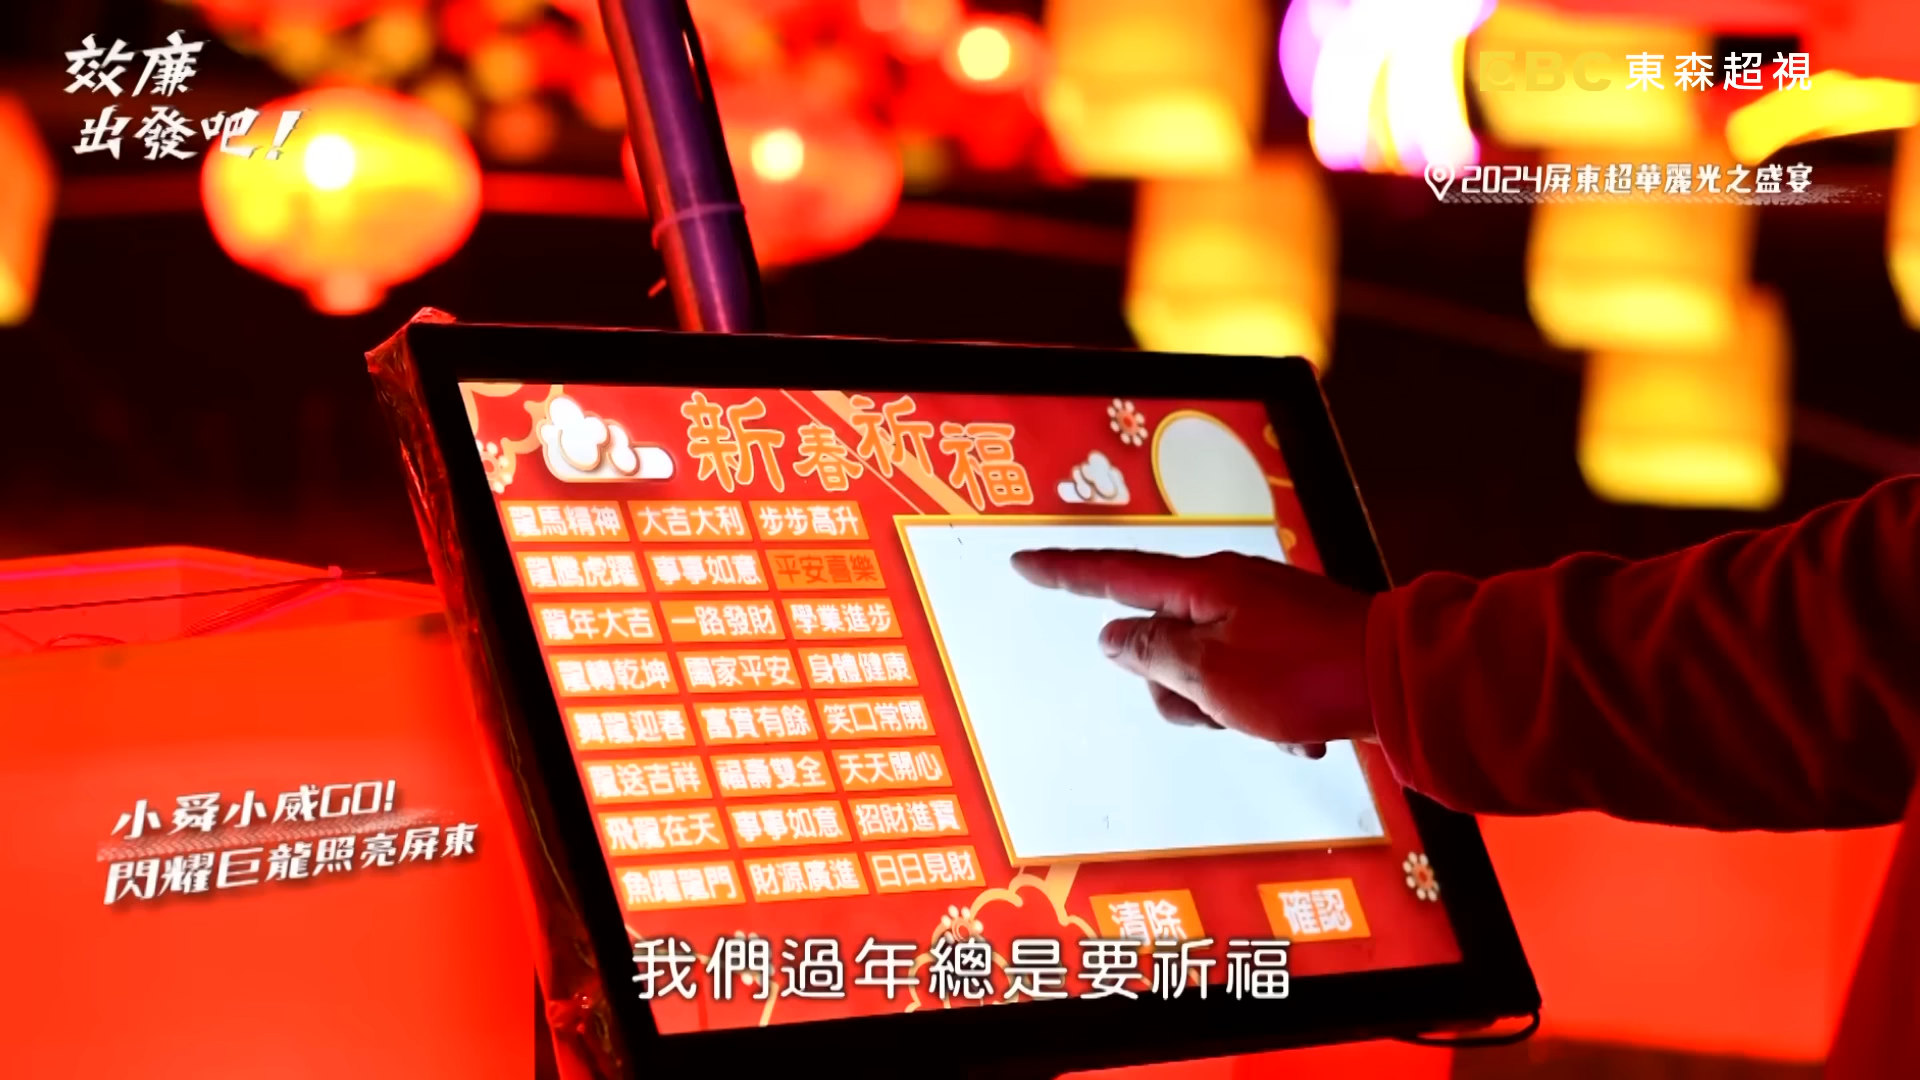 效廉
出發吧!
EBC 東森超視
2024屏東超華麗光之盛宴
新春祈福
龍馬精神 大吉大利 步步高升
龍騰虎躍 事事如意 平安喜樂
龍年大吉 一路發財 學業進步
龍轉乾坤 闔家平安 身體健康
舞龍迎春 富貴有餘 笑口常開
龍送吉祥 福壽雙全 天天開心
飛龍在天 事事如意 招財進寶
魚躍龍門 財源廣進 日日見財
清除 確認
小舜小威GO!
閃耀巨龍照亮屏東
我們過年總是要祈福